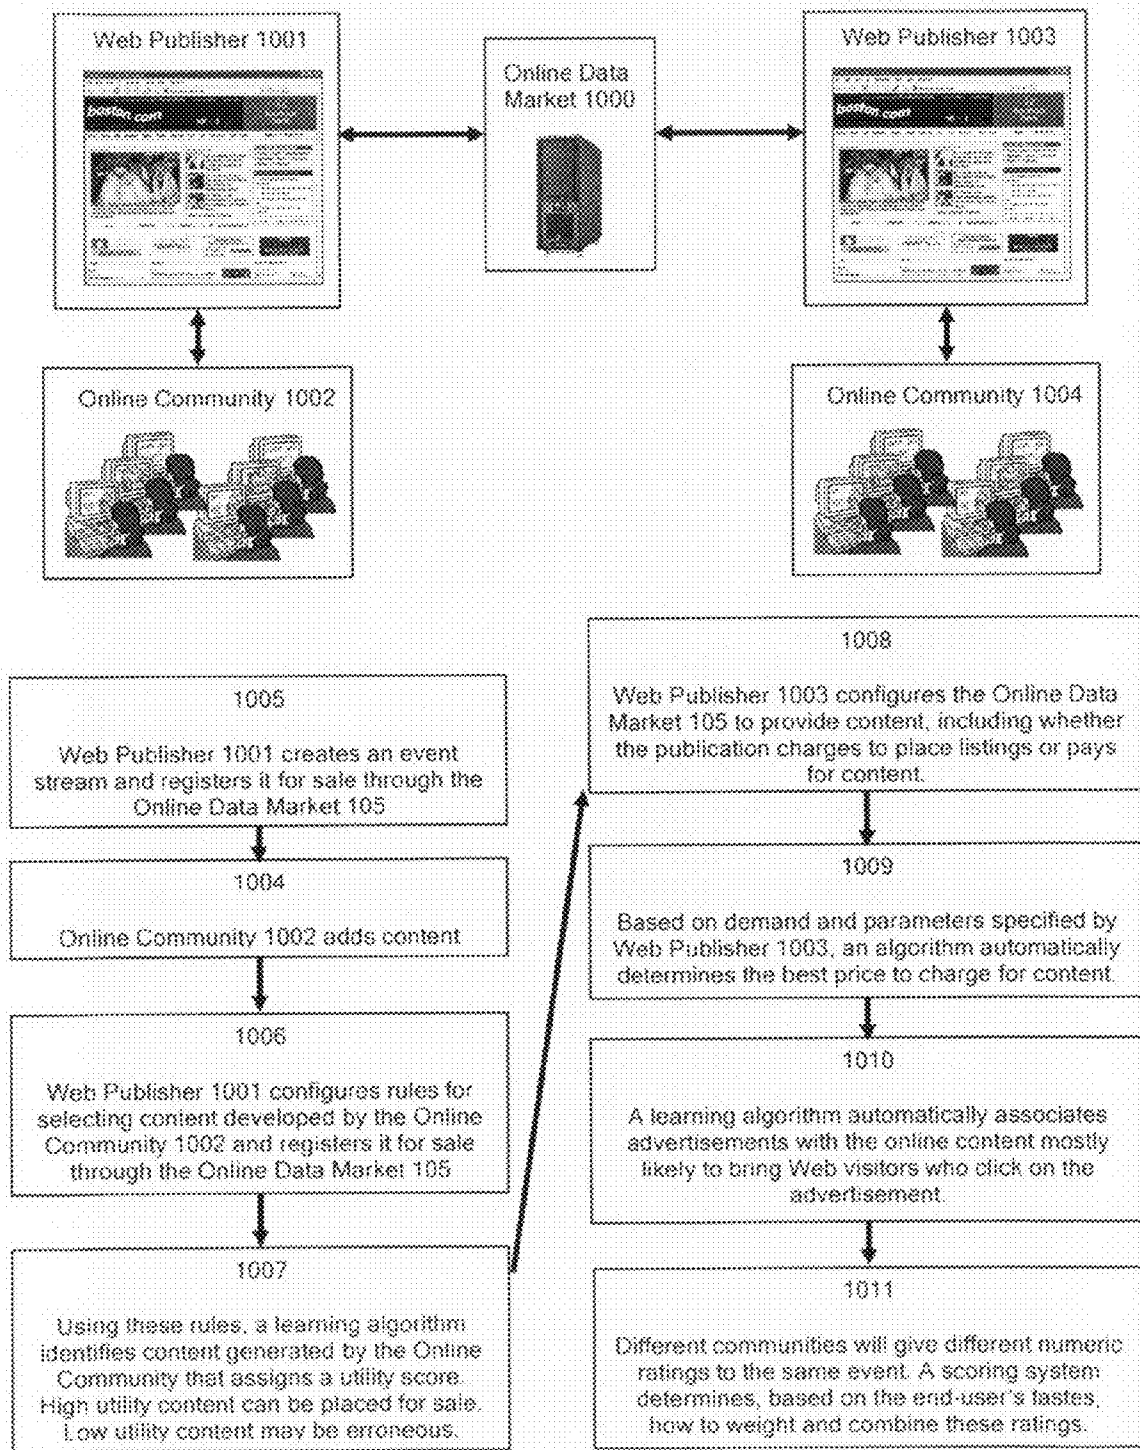 Web Publisher 1001
boston.com
Online Data
Market 1000
Web Publisher 1003
boston.com
Online Community 1002
Online Community 1004
1005
Web Publisher 1001 creates an event
stream and registers it for sale through the
Online Data Market 105
1004
Online Community 1002 adds content
1006
Web Publisher 1001 configures rules for
selecting content developed by the Online
Community 1002 and registers it for sale
through the Online Data Market 105
1007
Using these rules, a learning algorithm
identifies content generated by the Online
Community that assigns a utility score.
High utility content can be placed for sale.
Low utility content may be erroneous.
1008
Web Publisher 1003 configures the Online Data
Market 105 to provide content, including whether
the publication charges to place listings or pays
for content.
1009
Based on demand and parameters specified by
Web Publisher 1003, an algorithm automatically
determines the best price to charge for content.
1010
A learning algorithm automatically associates
advertisements with the online content mostly
likely to bring Web visitors who click on the
advertisement.
1011
Different communities will give different numeric
ratings to the same event. A scoring system
determines, based on the end-user's tastes,
how to weight and combine these ratings.